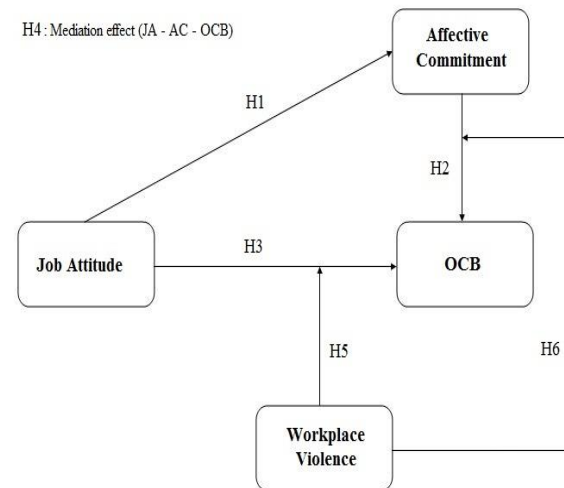 H4 : Mediation effect (JA - AC - OCB)
Affective
Commitment
H1
H2
Job Attitude
H3
OCB
H5
H6
Workplace
Violence